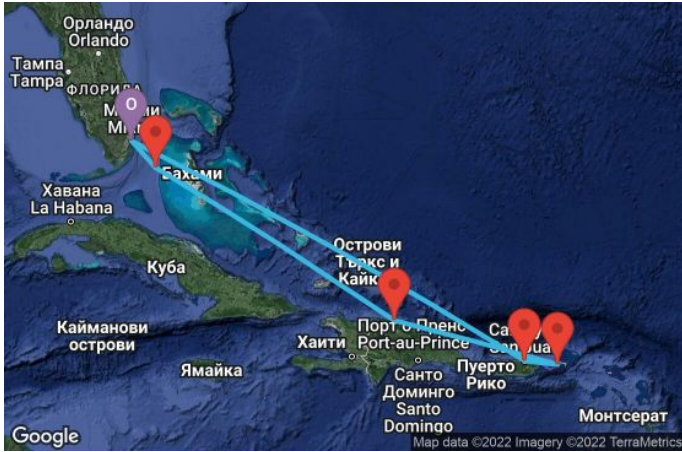 Орландо
Orlando
Тампа
Tampa
ФЛОРИДА
O
Бахами
Хавана
La Habana
Куба
Острови
Търкс и
Кайманови
острови
Ямайка
Хаити
Порт о Пренс
Port-au-Prince
Санто
Доминго
Santo
Domingo
Пуерто
Рико
Монтсерат
Google
Map data ©2022 Imagery ©2022 TerraMetrics